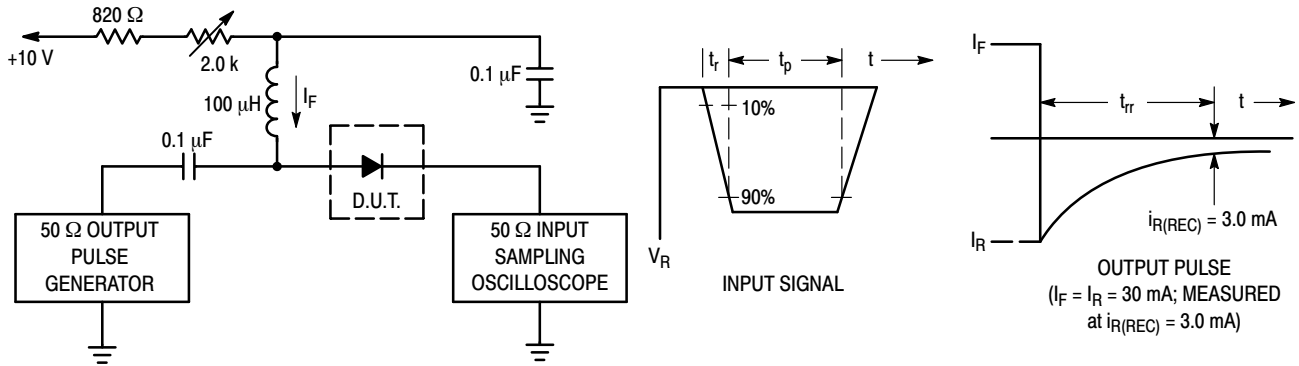 820 Ω
+10 V
2.0 k
0.1 μF
100 μH
I_F
0.1 μF
D.U.T.
50 Ω OUTPUT
PULSE
GENERATOR
50 Ω INPUT
SAMPLING
OSCILLOSCOPE
t_r
t_p
t
10%
90%
V_R
INPUT SIGNAL
I_F
t_rr
t
i_R(REC) = 3.0 mA
I_R
OUTPUT PULSE
(I_F = I_R = 30 mA; MEASURED
at i_R(REC) = 3.0 mA)